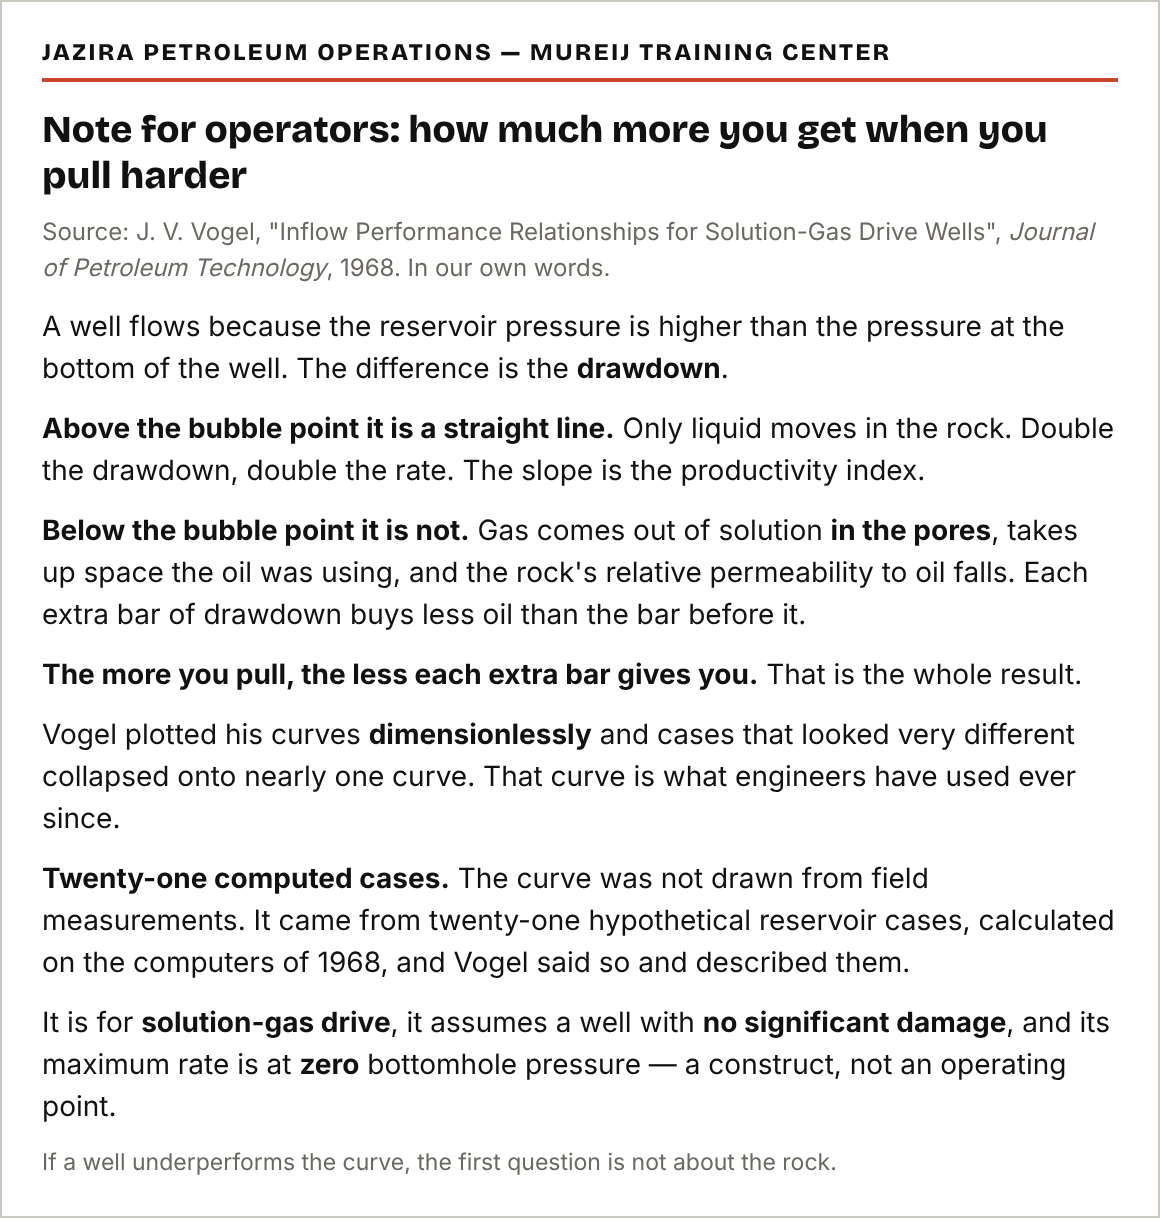 JAZIRA PETROLEUM OPERATIONS — MUREIJ TRAINING CENTER
Note for operators: how much more you get when you
pull harder
Source: J. V. Vogel, "Inflow Performance Relationships for Solution-Gas Drive Wells", Journal
of Petroleum Technology, 1968. In our own words.
A well flows because the reservoir pressure is higher than the pressure at the
bottom of the well. The difference is the drawdown.
Above the bubble point it is a straight line. Only liquid moves in the rock. Double
the drawdown, double the rate. The slope is the productivity index.
Below the bubble point it is not. Gas comes out of solution in the pores, takes
up space the oil was using, and the rock's relative permeability to oil falls. Each
extra bar of drawdown buys less oil than the bar before it.
The more you pull, the less each extra bar gives you. That is the whole result.
Vogel plotted his curves dimensionlessly and cases that looked very different
collapsed onto nearly one curve. That curve is what engineers have used ever
since.
Twenty-one computed cases. The curve was not drawn from field
measurements. It came from twenty-one hypothetical reservoir cases, calculated
on the computers of 1968, and Vogel said so and described them.
It is for solution-gas drive, it assumes a well with no significant damage, and its
maximum rate is at zero bottomhole pressure — a construct, not an operating
point.
If a well underperforms the curve, the first question is not about the rock.